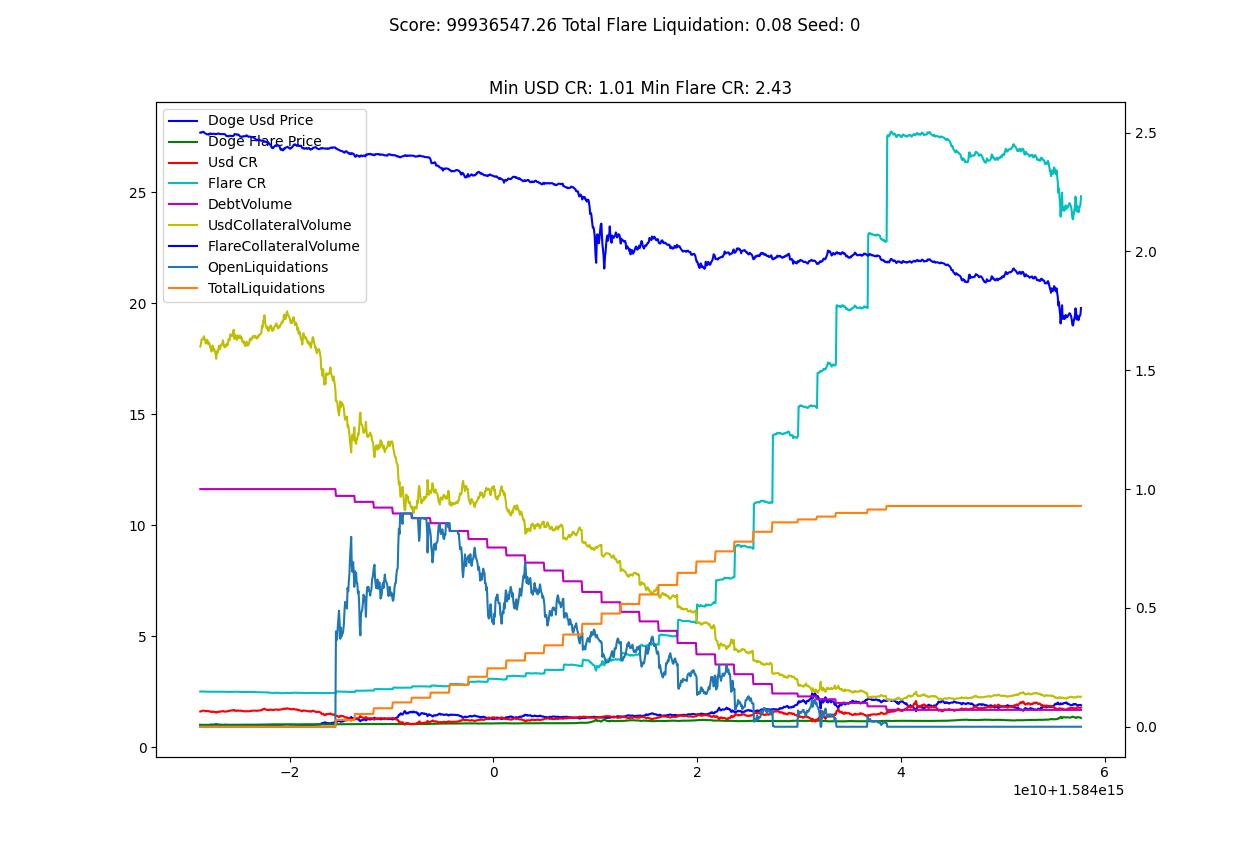 Score: 99936547.26 Total Flare Liquidation: 0.08 Seed: 0
Min USD CR: 1.01 Min Flare CR: 2.43
Doge Usd Price
Doge Flare Price
Usd CR
Flare CR
DebtVolume
UsdCollateralVolume
FlareCollateralVolume
OpenLiquidations
TotalLiquidations
25
20
15
10
5
0
2.5
2.0
1.5
1.0
0.5
0.0
−2 0 2 4 6
1e10+1.584e15